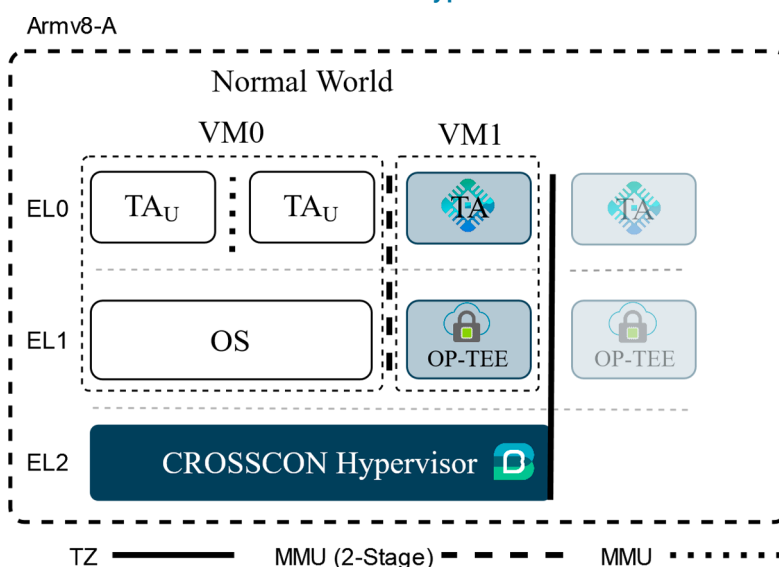 Armv8-A
Normal World
VM0 VM1
EL0 TAU TAU TA TA
EL1 OS OP-TEE OP-TEE
EL2 CROSSCON Hypervisor
TZ MMU (2-Stage) MMU